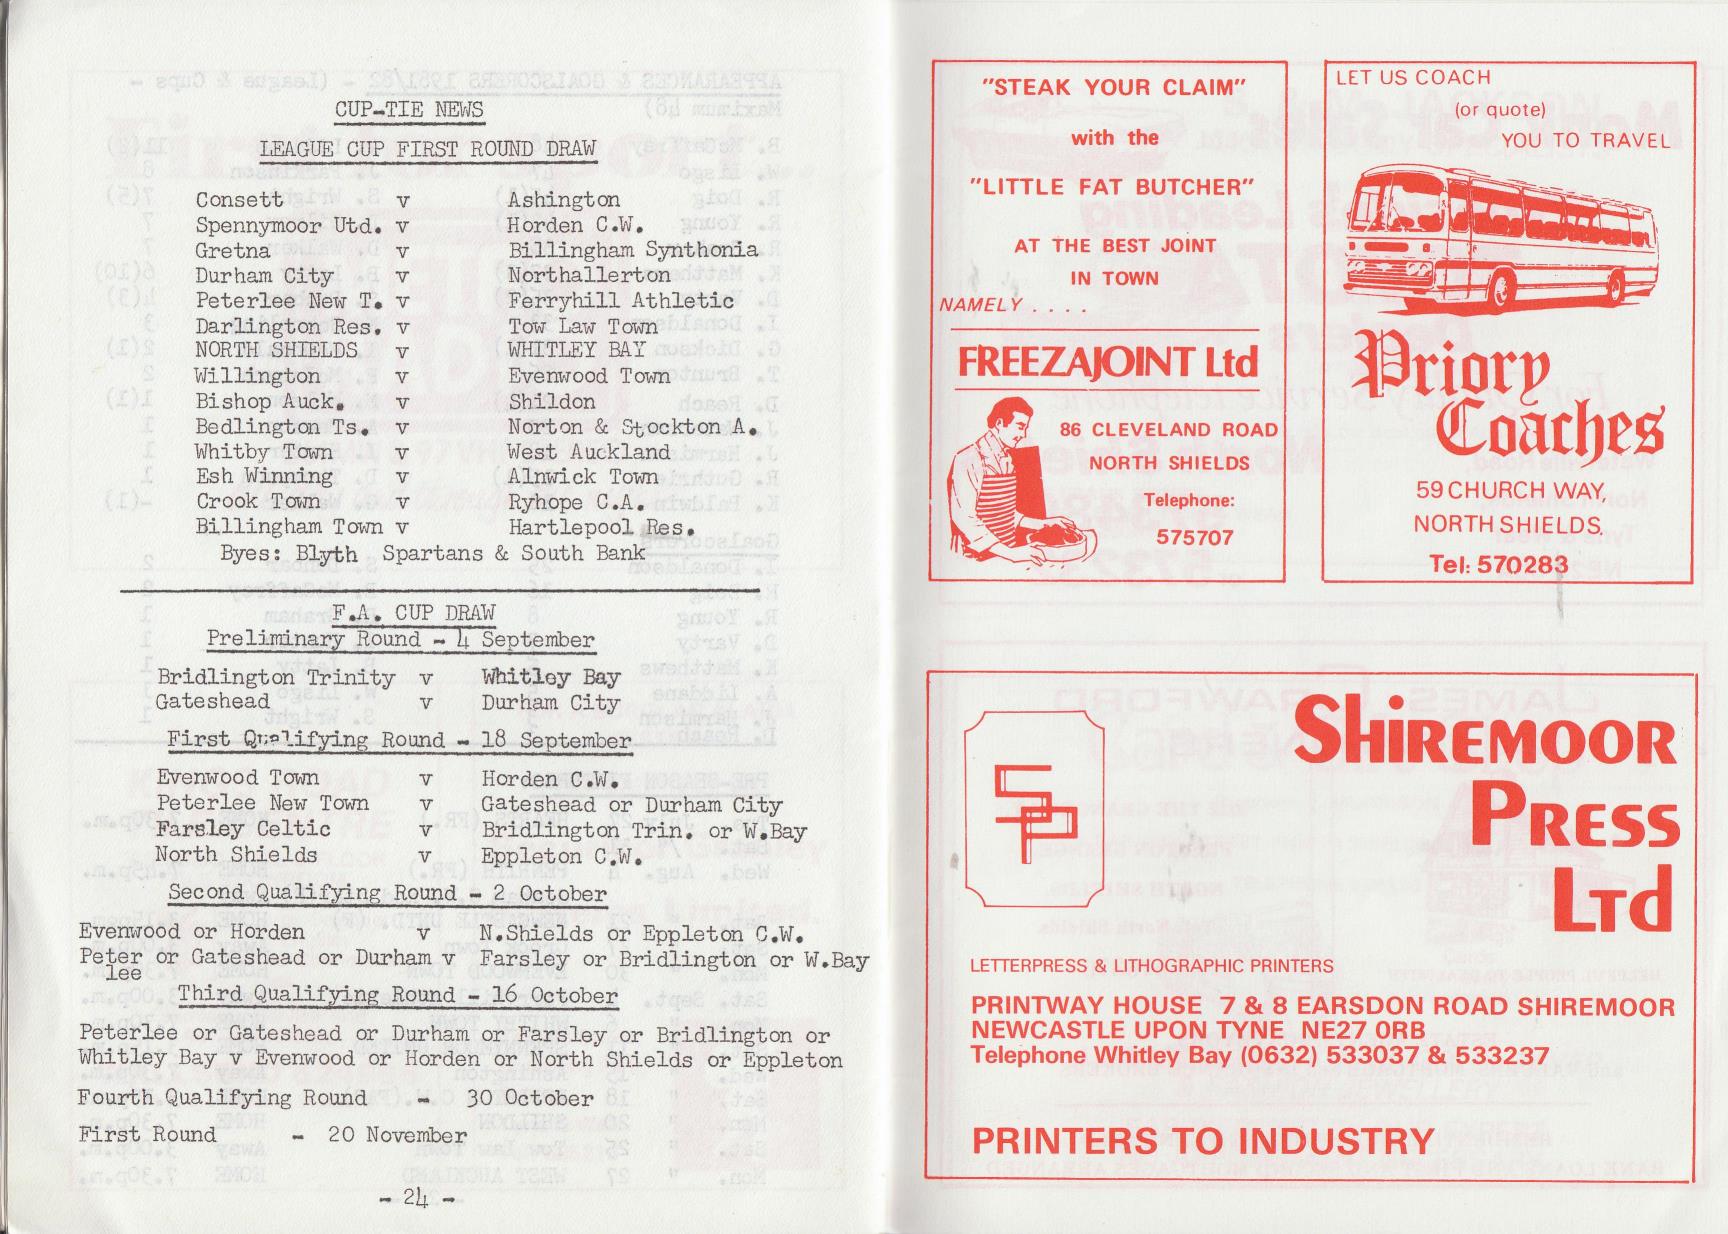 CUP-TIE NEWS
LEAGUE CUP FIRST ROUND DRAW
Consett v Ashington
Spennymoor Utd. v Horden C.W.
Gretna v Billingham Synthonia
Durham City v Northallerton
Peterlee New T. v Ferryhill Athletic
Darlington Res. v Tow Law Town
NORTH SHIELDS v WHITLEY BAY
Willington v Evenwood Town
Bishop Auck. v Shildon
Bedlington Ts. v Norton & Stockton A.
Whitby Town v West Auckland
Esh Winning v Alnwick Town
Crook Town v Ryhope C.A.
Billingham Town v Hartlepool Res.
Byes: Blyth Spartans & South Bank
F.A. CUP DRAW
Preliminary Round - 4 September
Bridlington Trinity v Whitley Bay
Gateshead v Durham City
First Qualifying Round - 18 September
Evenwood Town v Horden C.W.
Peterlee New Town v Gateshead or Durham City
Farsley Celtic v Bridlington Trin. or W.Bay
North Shields v Eppleton C.W.
Second Qualifying Round - 2 October
Evenwood or Horden v N.Shields or Eppleton C.W.
Peter or Gateshead or Durham v Farsley or Bridlington or W.Bay
lee
Third Qualifying Round - 16 October
Peterlee or Gateshead or Durham or Farsley or Bridlington or
Whitley Bay v Evenwood or Horden or North Shields or Eppleton
Fourth Qualifying Round - 30 October
First Round - 20 November
- 24 -
"STEAK YOUR CLAIM"
with the
"LITTLE FAT BUTCHER"
AT THE BEST JOINT
IN TOWN
NAMELY . . . .
FREEZAJOINT Ltd
86 CLEVELAND ROAD
NORTH SHIELDS
Telephone:
575707
LET US COACH
(or quote)
YOU TO TRAVEL
Priory
Coaches
59 CHURCH WAY,
NORTH SHIELDS.
Tel: 570283
SP
SHIREMOOR
PRESS
LTd
LETTERPRESS & LITHOGRAPHIC PRINTERS
PRINTWAY HOUSE 7 & 8 EARSDON ROAD SHIREMOOR
NEWCASTLE UPON TYNE NE27 0RB
Telephone Whitley Bay (0632) 533037 & 533237
PRINTERS TO INDUSTRY